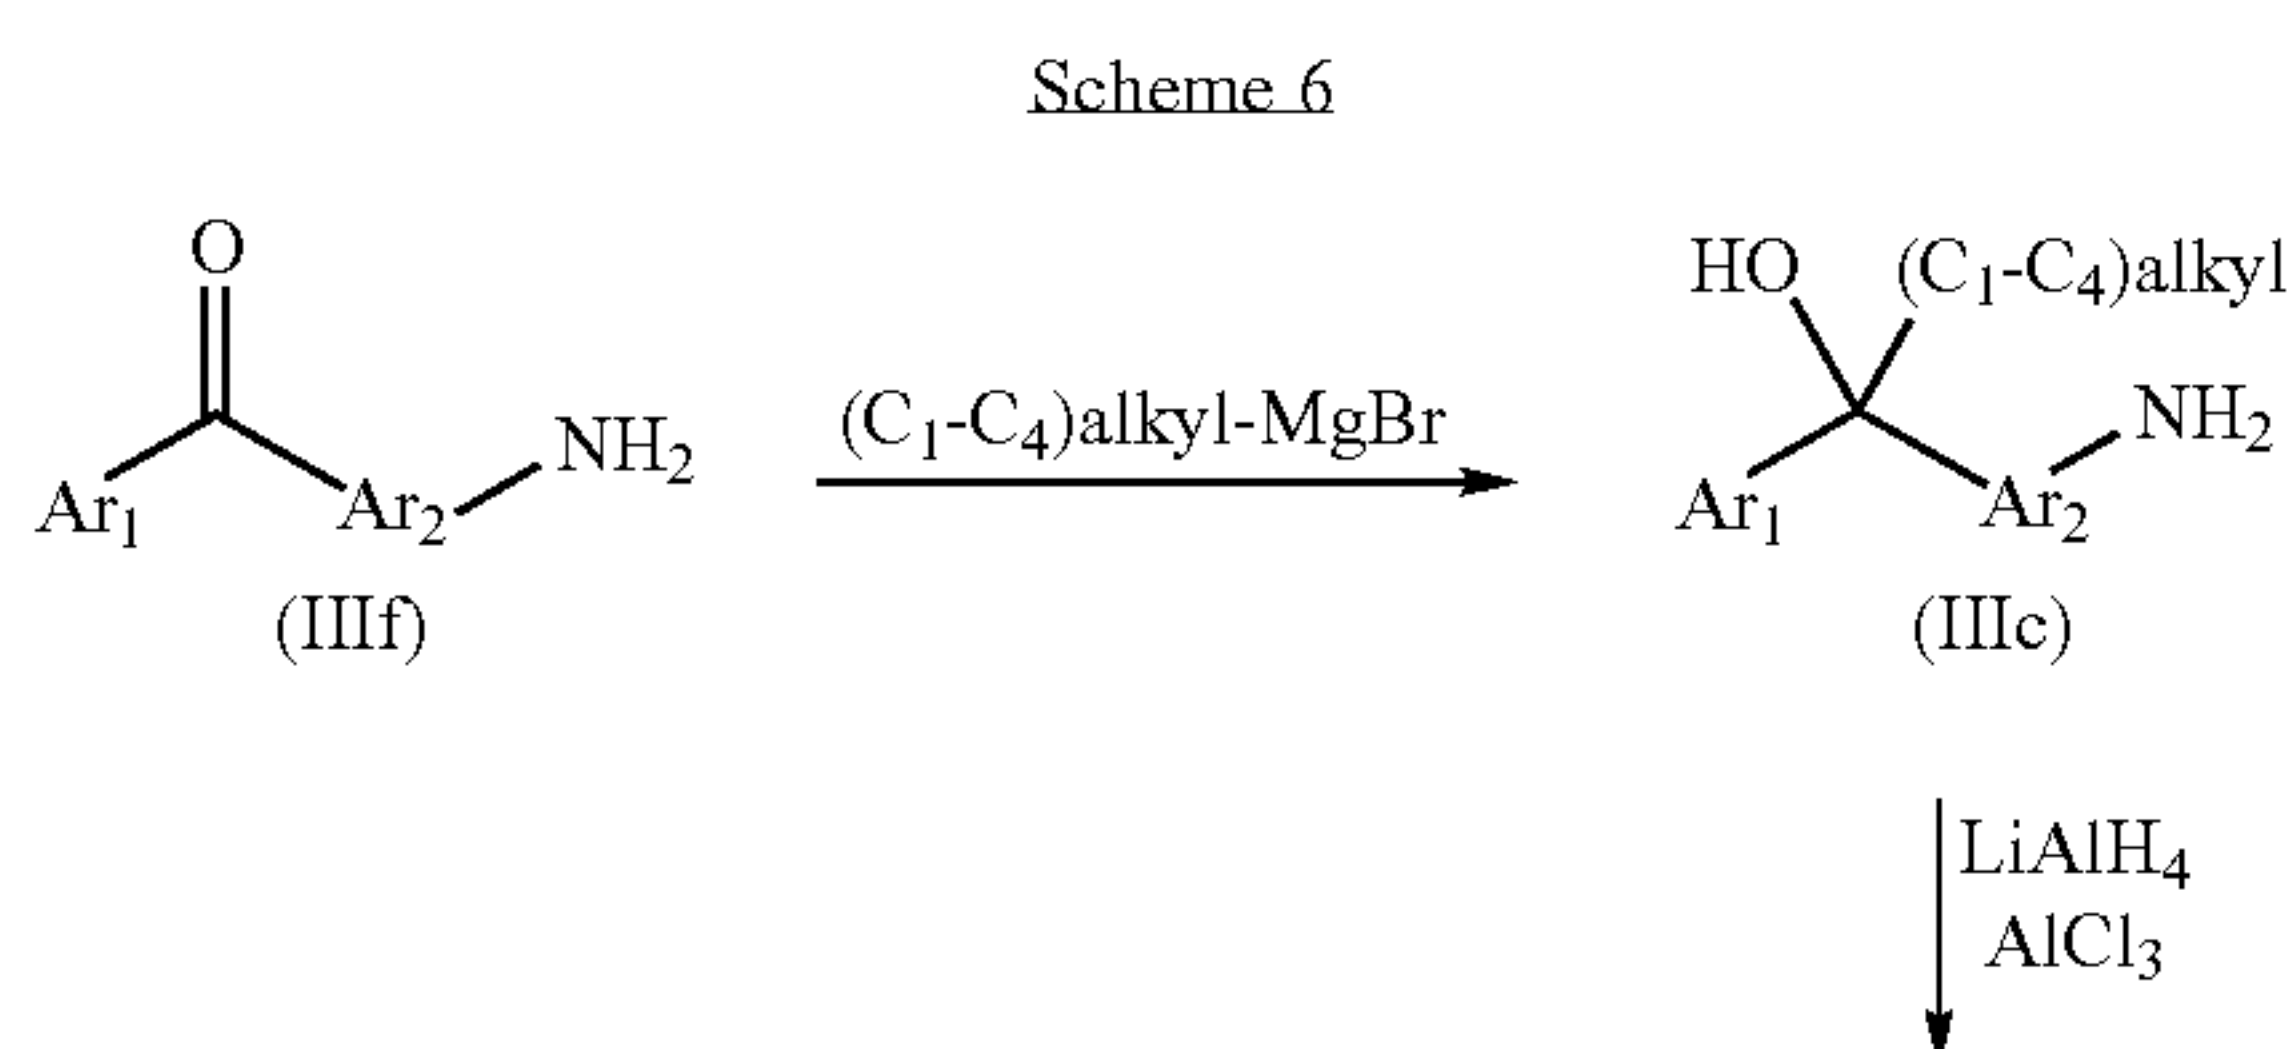 Scheme 6
O
HO (C1-C4)alkyl
(C1-C4)alkyl-MgBr
NH2
NH2
Ar1 Ar2
Ar1 Ar2
(IIIf)
(IIIc)
LiAlH4
AlCl3